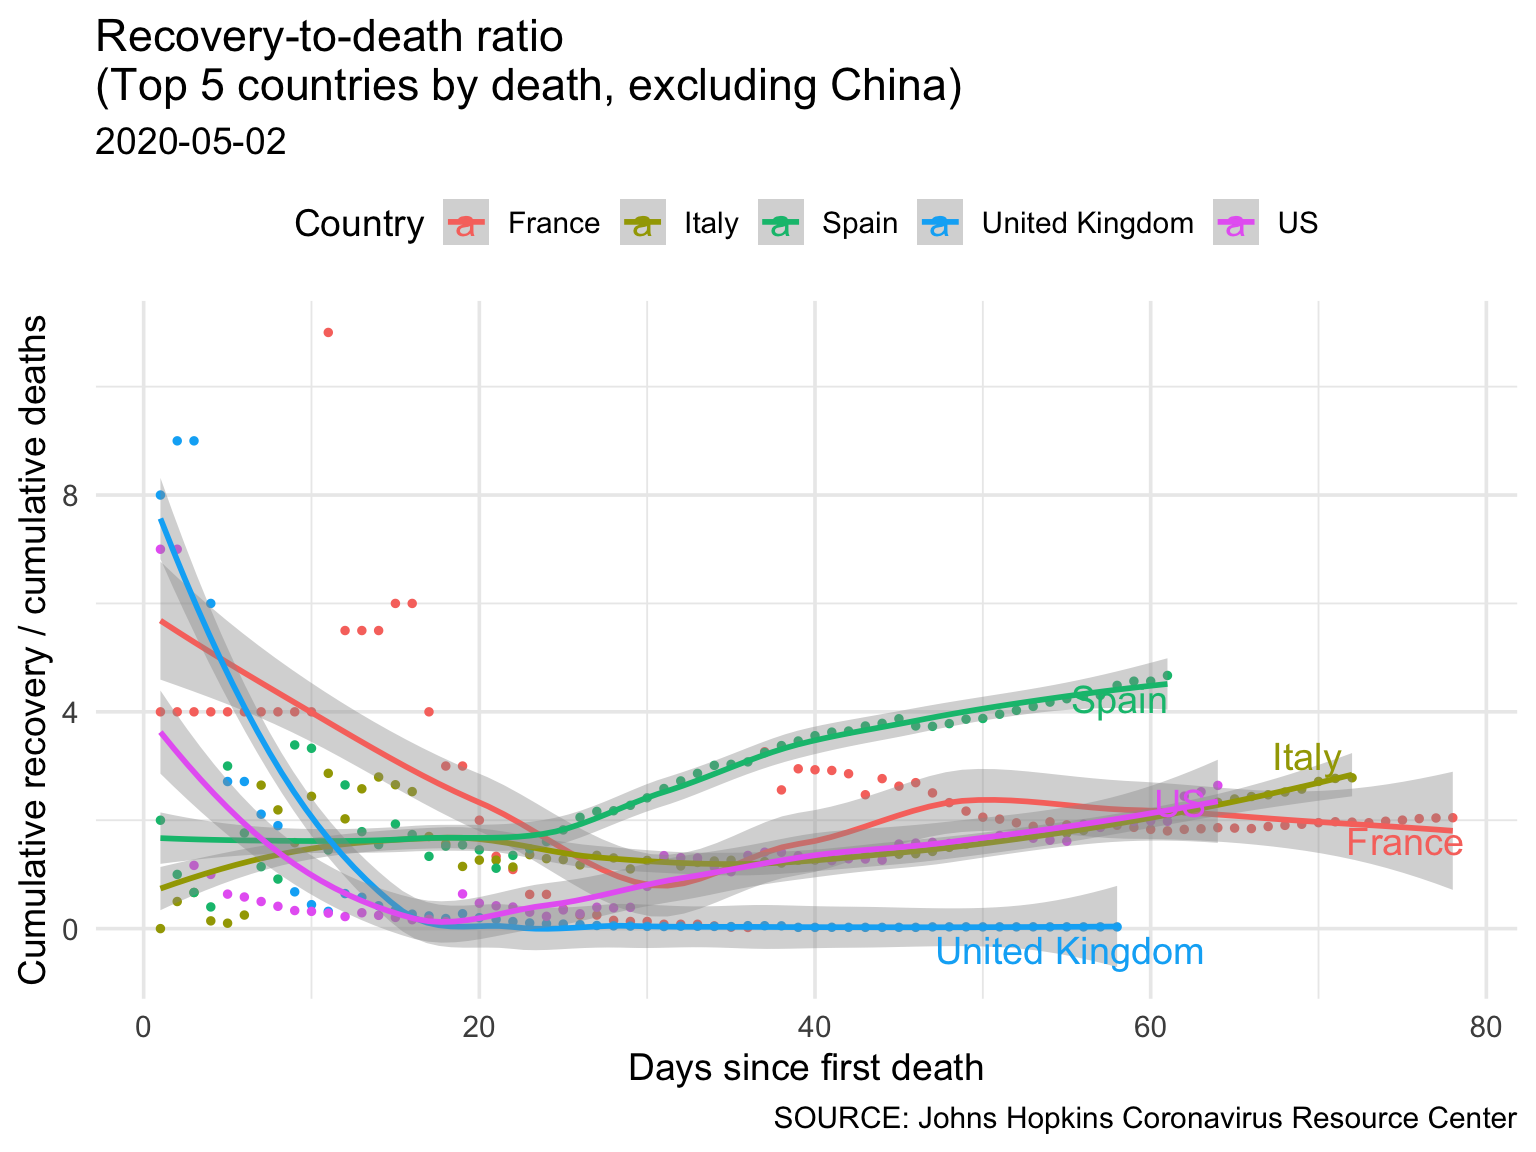 Recovery-to-death ratio
(Top 5 countries by death, excluding China)
2020-05-02
Country a France a Italy a Spain a United Kingdom a US
Cumulative recovery / cumulative deaths
8
4
0
Spain
Italy
US
France
United Kingdom
0 20 40 60 80
Days since first death
SOURCE: Johns Hopkins Coronavirus Resource Center